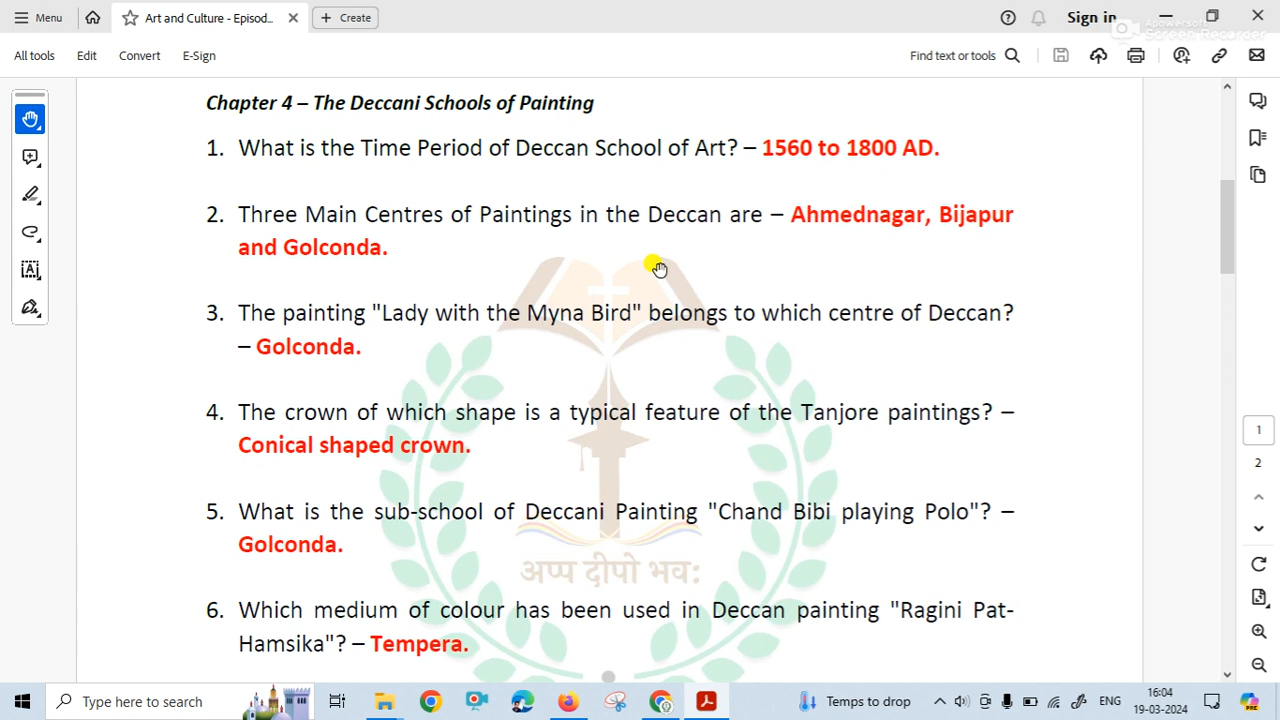 Menu
Art and Culture - Episod...
Create
Sign in
Apowersoft
Screen Recorder
All tools Edit Convert E-Sign
Find text or tools
Chapter 4 – The Deccani Schools of Painting
1. What is the Time Period of Deccan School of Art? – 1560 to 1800 AD.
2. Three Main Centres of Paintings in the Deccan are – Ahmednagar, Bijapur
and Golconda.
3. The painting "Lady with the Myna Bird" belongs to which centre of Deccan?
– Golconda.
4. The crown of which shape is a typical feature of the Tanjore paintings? –
Conical shaped crown.
5. What is the sub-school of Deccani Painting "Chand Bibi playing Polo"? –
Golconda.
अप्प दीपो भव:
6. Which medium of colour has been used in Deccan painting "Ragini Pat-
Hamsika"? – Tempera.
1
2
Type here to search
Temps to drop
ENG
16:04
19-03-2024